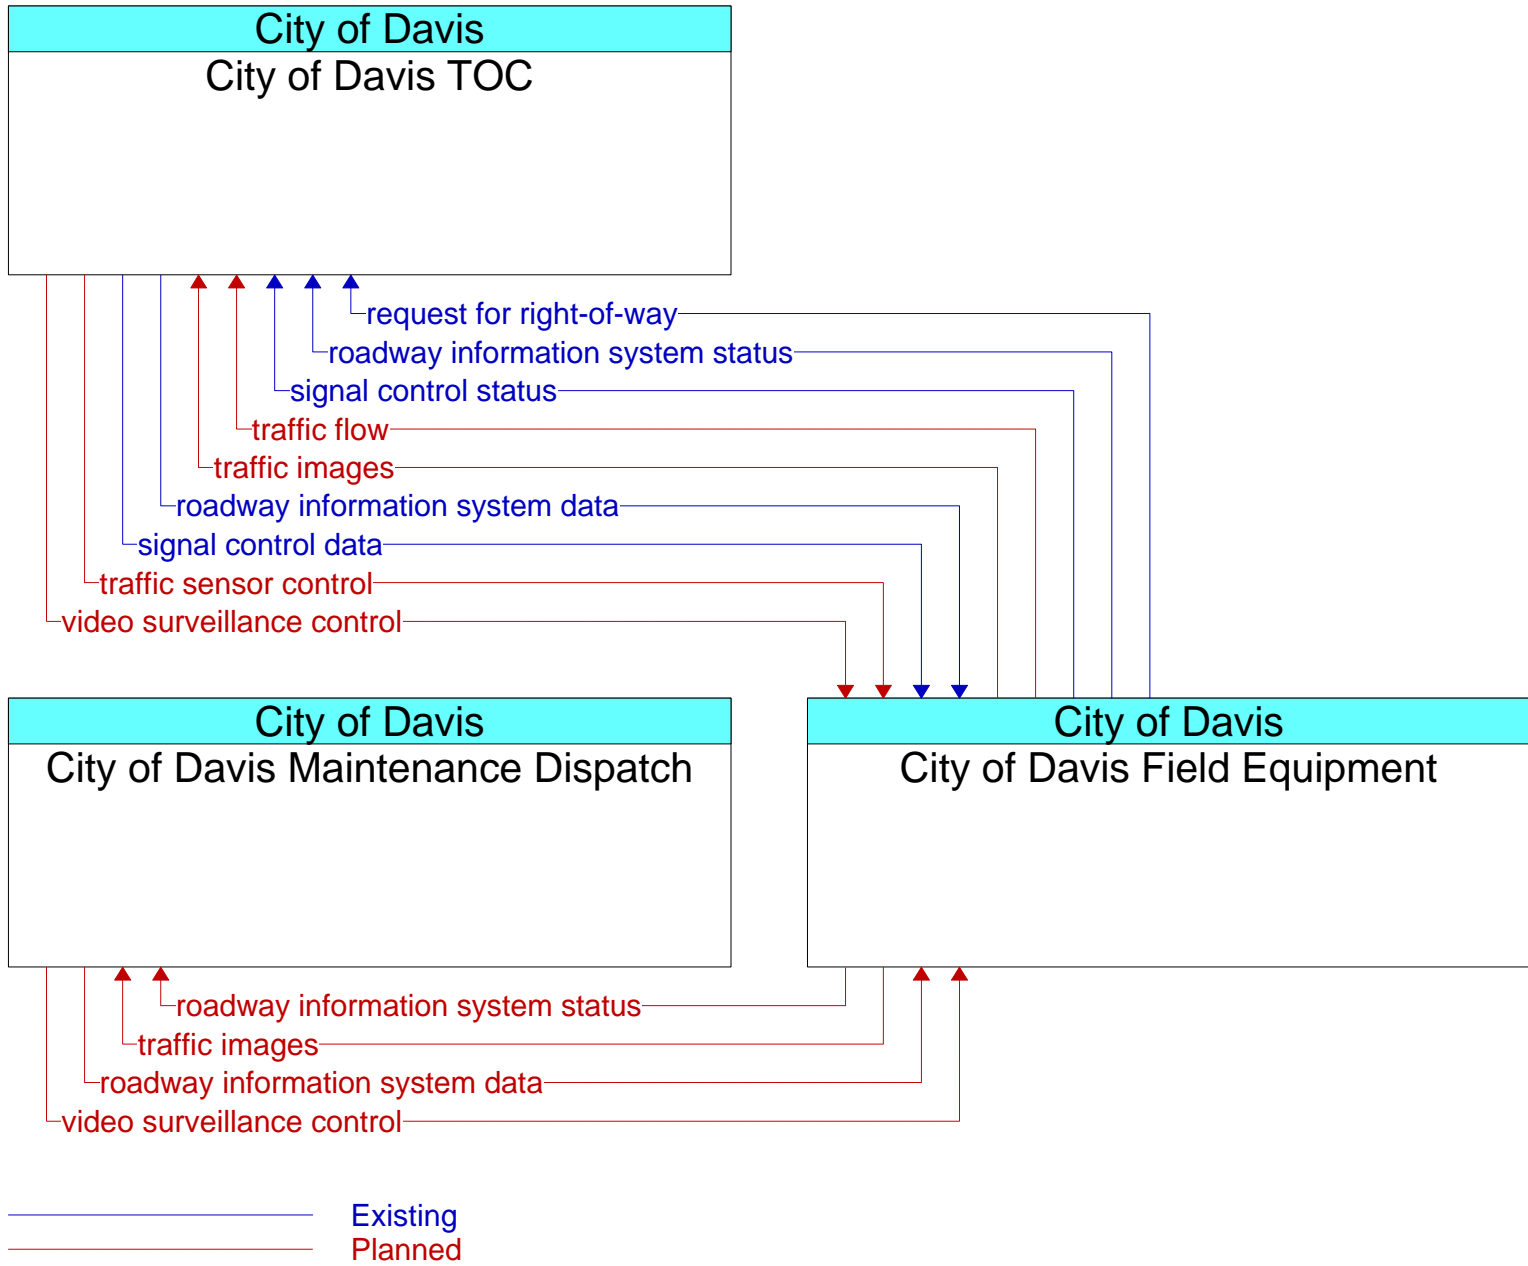 City of Davis
City of Davis TOC
request for right-of-way
roadway information system status
signal control status
traffic flow
traffic images
roadway information system data
signal control data
traffic sensor control
video surveillance control
City of Davis
City of Davis Maintenance Dispatch
City of Davis
City of Davis Field Equipment
roadway information system status
traffic images
roadway information system data
video surveillance control
Existing
Planned